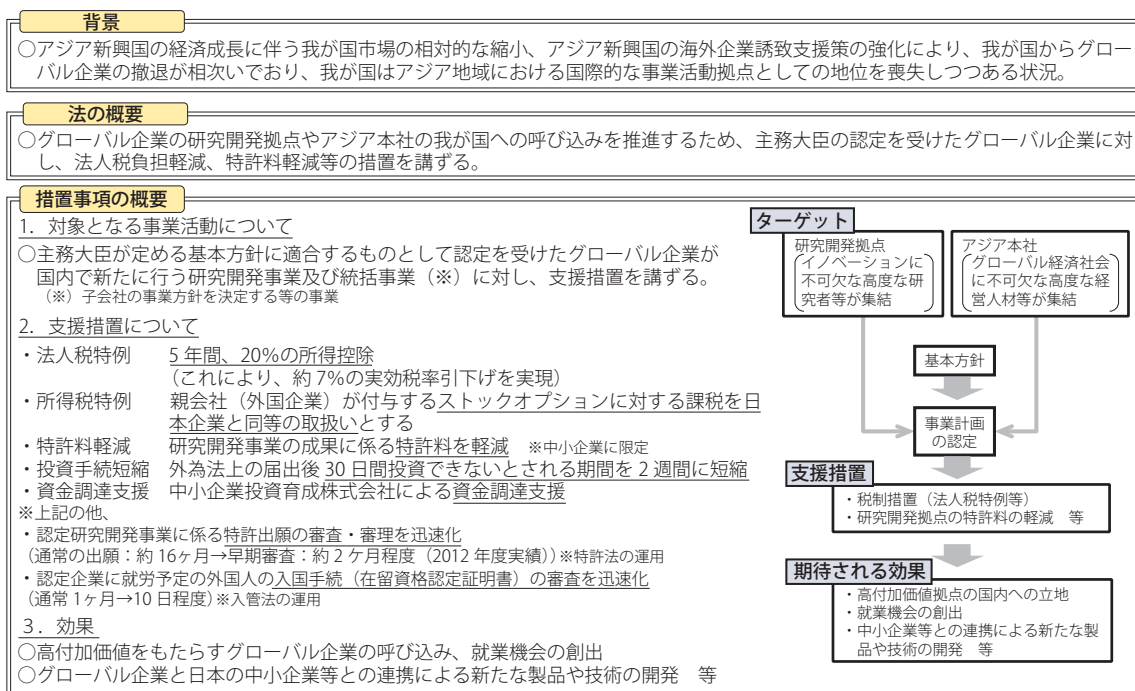 背景
○アジア新興国の経済成長に伴う我が国市場の相対的な縮小、アジア新興国の海外企業誘致支援策の強化により、我が国からグロー
バル企業の撤退が相次いでおり、我が国はアジア地域における国際的な事業活動拠点としての地位を喪失しつつある状況。
法の概要
○グローバル企業の研究開発拠点やアジア本社の我が国への呼び込みを推進するため、主務大臣の認定を受けたグローバル企業に対
し、法人税負担軽減、特許料軽減等の措置を講ずる。
措置事項の概要
1．対象となる事業活動について
○主務大臣が定める基本方針に適合するものとして認定を受けたグローバル企業が
国内で新たに行う研究開発事業及び統括事業（※）に対し、支援措置を講ずる。
（※）子会社の事業方針を決定する等の事業
2．支援措置について
・法人税特例　5年間、20%の所得控除
（これにより、約7%の実効税率引下げを実現）
・所得税特例　親会社（外国企業）が付与するストックオプションに対する課税を日
本企業と同等の取扱いとする
・特許料軽減　研究開発事業の成果に係る特許料を軽減　※中小企業に限定
・投資手続短縮　外為法上の届出後30日間投資できないとされる期間を2週間に短縮
・資金調達支援　中小企業投資育成株式会社による資金調達支援
※上記の他、
・認定研究開発事業に係る特許出願の審査・審理を迅速化
（通常の出願：約16ヶ月→早期審査：約2ケ月程度（2012年度実績））※特許法の運用
・認定企業に就労予定の外国人の入国手続（在留資格認定証明書）の審査を迅速化
（通常1ヶ月→10日程度）※入管法の運用
３．効果
○高付加価値をもたらすグローバル企業の呼び込み、就業機会の創出
○グローバル企業と日本の中小企業等との連携による新たな製品や技術の開発　等
ターゲット
研究開発拠点
イノベーションに
不可欠な高度な研
究者等が集結
アジア本社
グローバル経済社会
に不可欠な高度な経
営人材等が集結
基本方針
事業計画
の認定
支援措置
・税制措置（法人税特例等）
・研究開発拠点の特許料の軽減　等
期待される効果
・高付加価値拠点の国内への立地
・就業機会の創出
・中小企業等との連携による新たな製
品や技術の開発　等